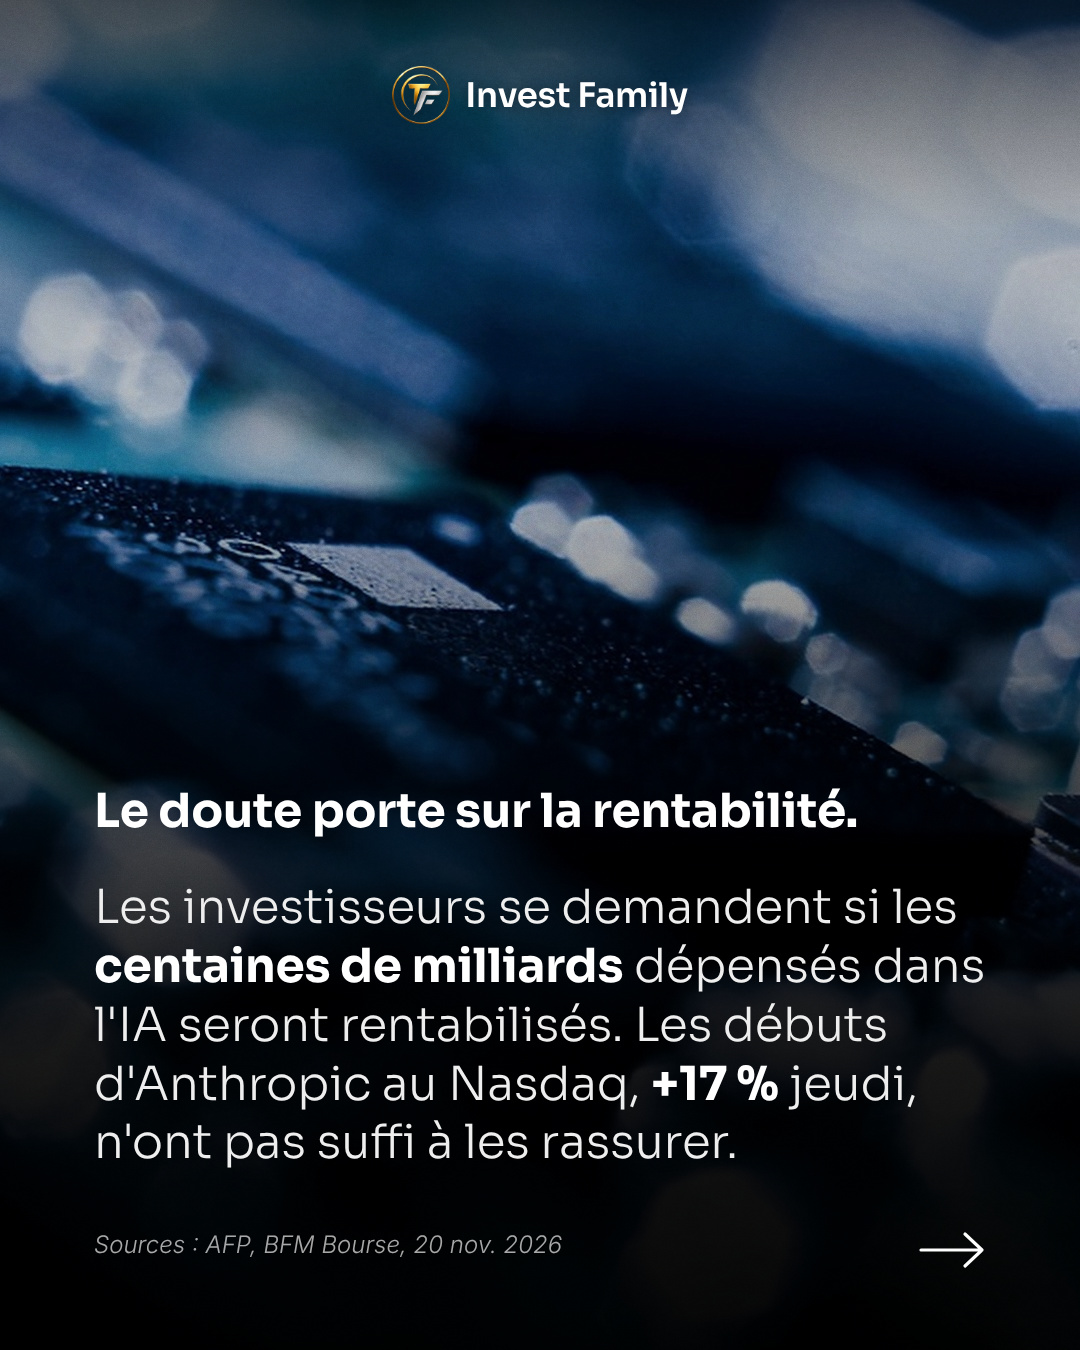 Invest Family
Le doute porte sur la rentabilité.
Les investisseurs se demandent si les
centaines de milliards dépensés dans
l'IA seront rentabilisés. Les débuts
d'Anthropic au Nasdaq, +17 % jeudi,
n'ont pas suffi à les rassurer.
Sources : AFP, BFM Bourse, 20 nov. 2026